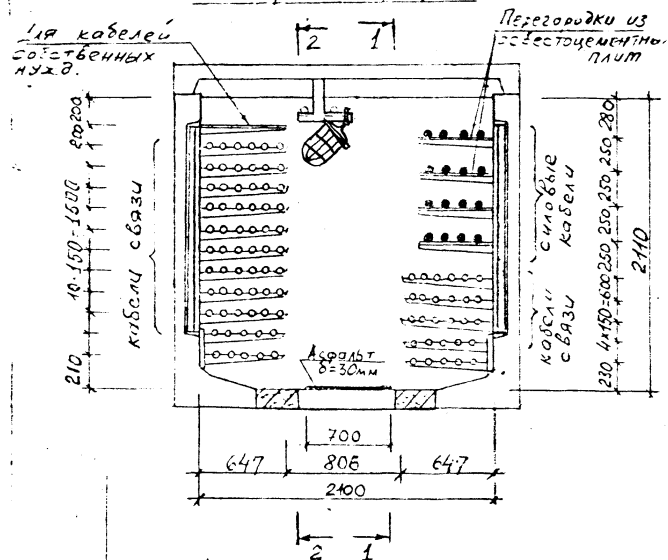 2 1
Для кабелей
собственных
нужд.
Перегородки из
асбестоцементных
плит
200 200
10·150=1500
210
кабели связи
280
250
250
250
250
4×150=600
230
силовые
кабели
кабели
связи
2110
Асфальт
δ=30мм
700
647 806 647
2100
2 1